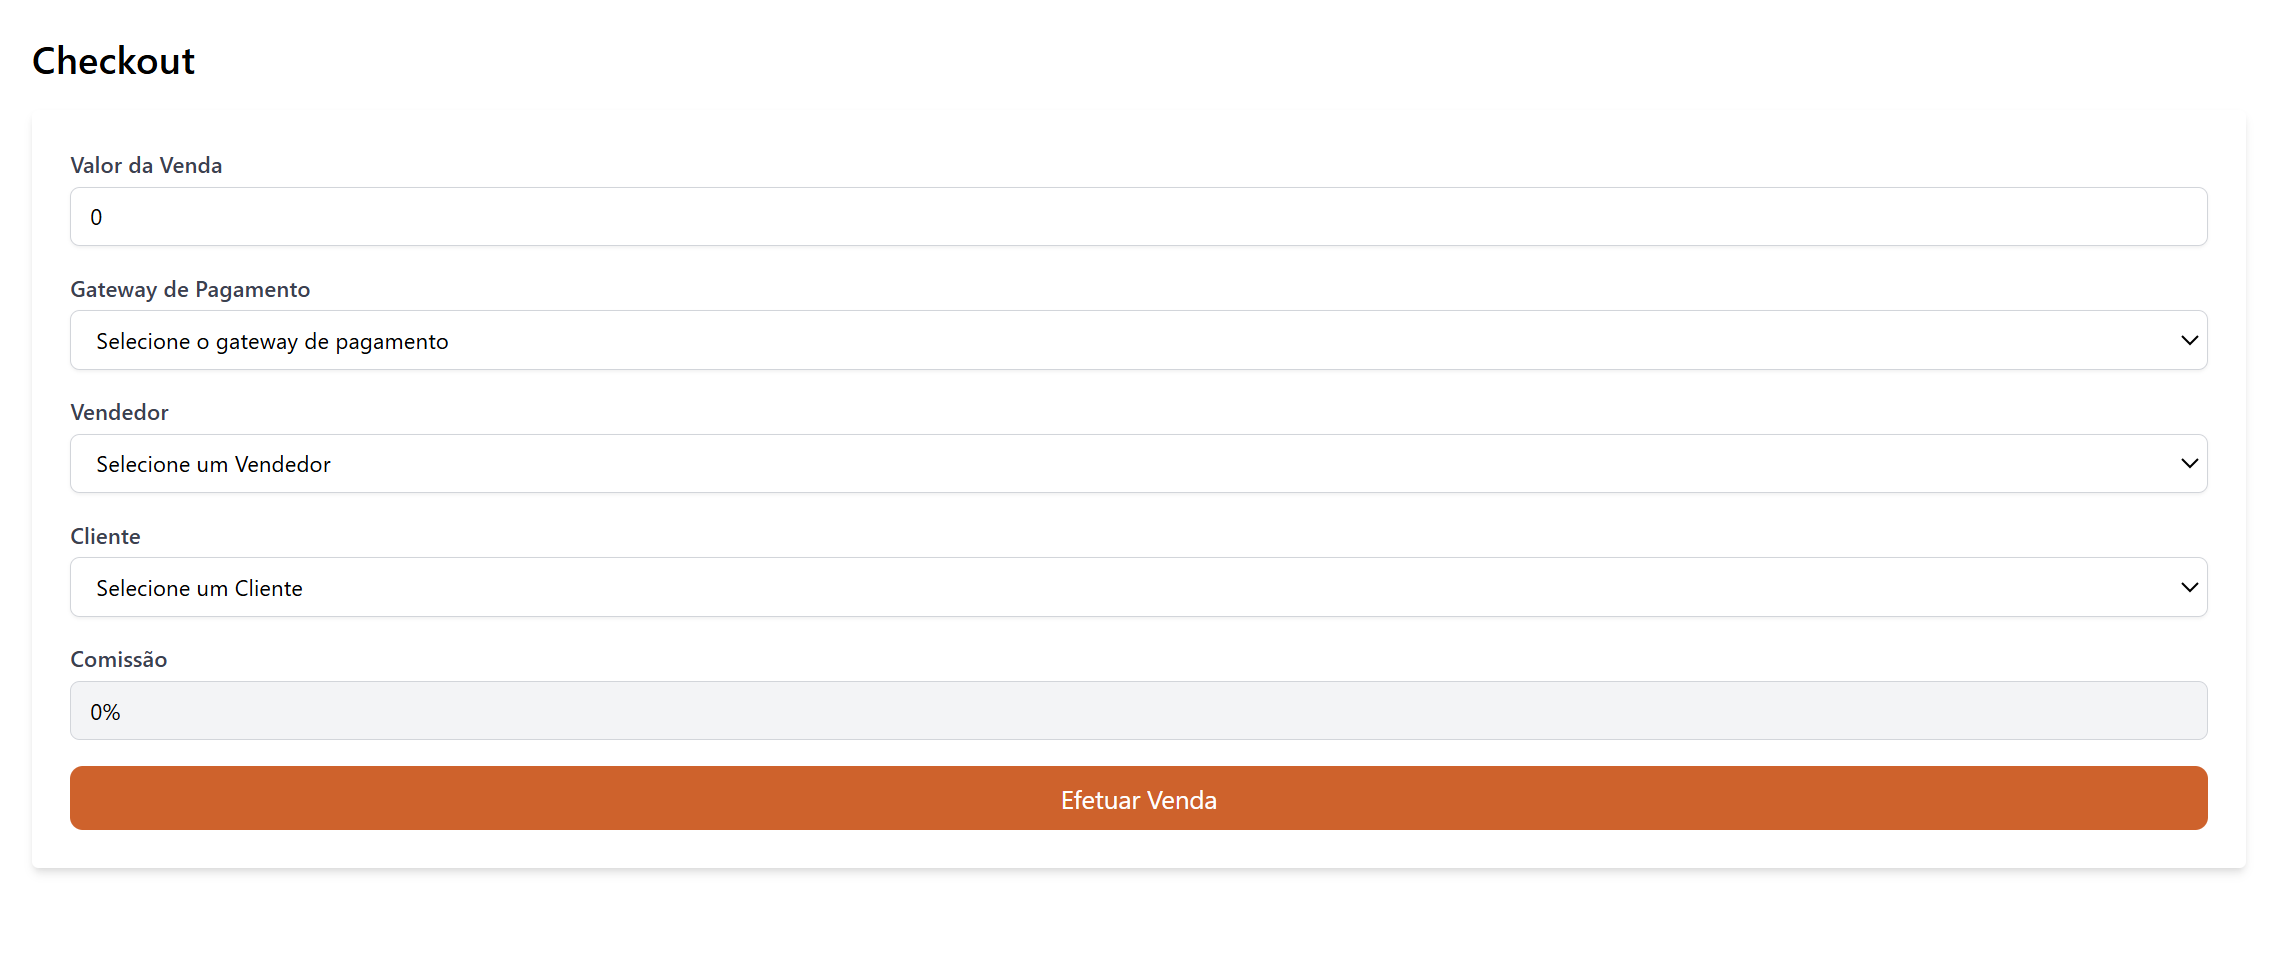 Checkout
Valor da Venda
0
Gateway de Pagamento
Selecione o gateway de pagamento
Vendedor
Selecione um Vendedor
Cliente
Selecione um Cliente
Comissão
0%
Efetuar Venda